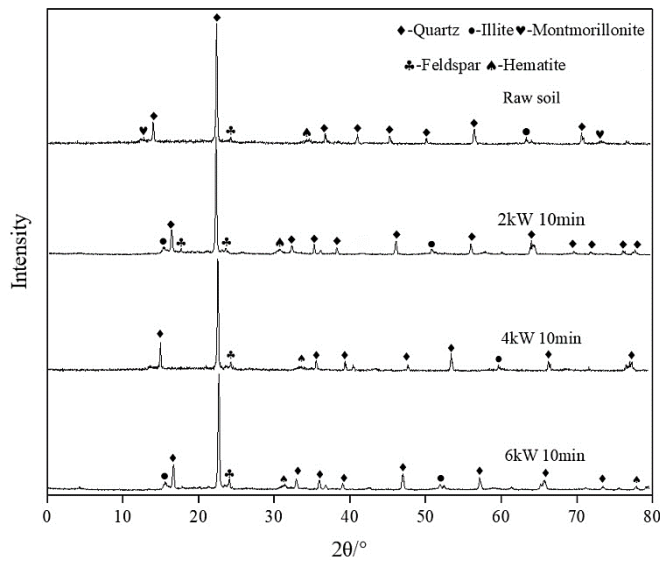 ♦-Quartz ●-Illite ♥-Montmorillonite
♣-Feldspar ♠-Hematite
Raw soil
2kW 10min
4kW 10min
6kW 10min
Intensity
0 10 20 30 40 50 60 70 80
2θ/°